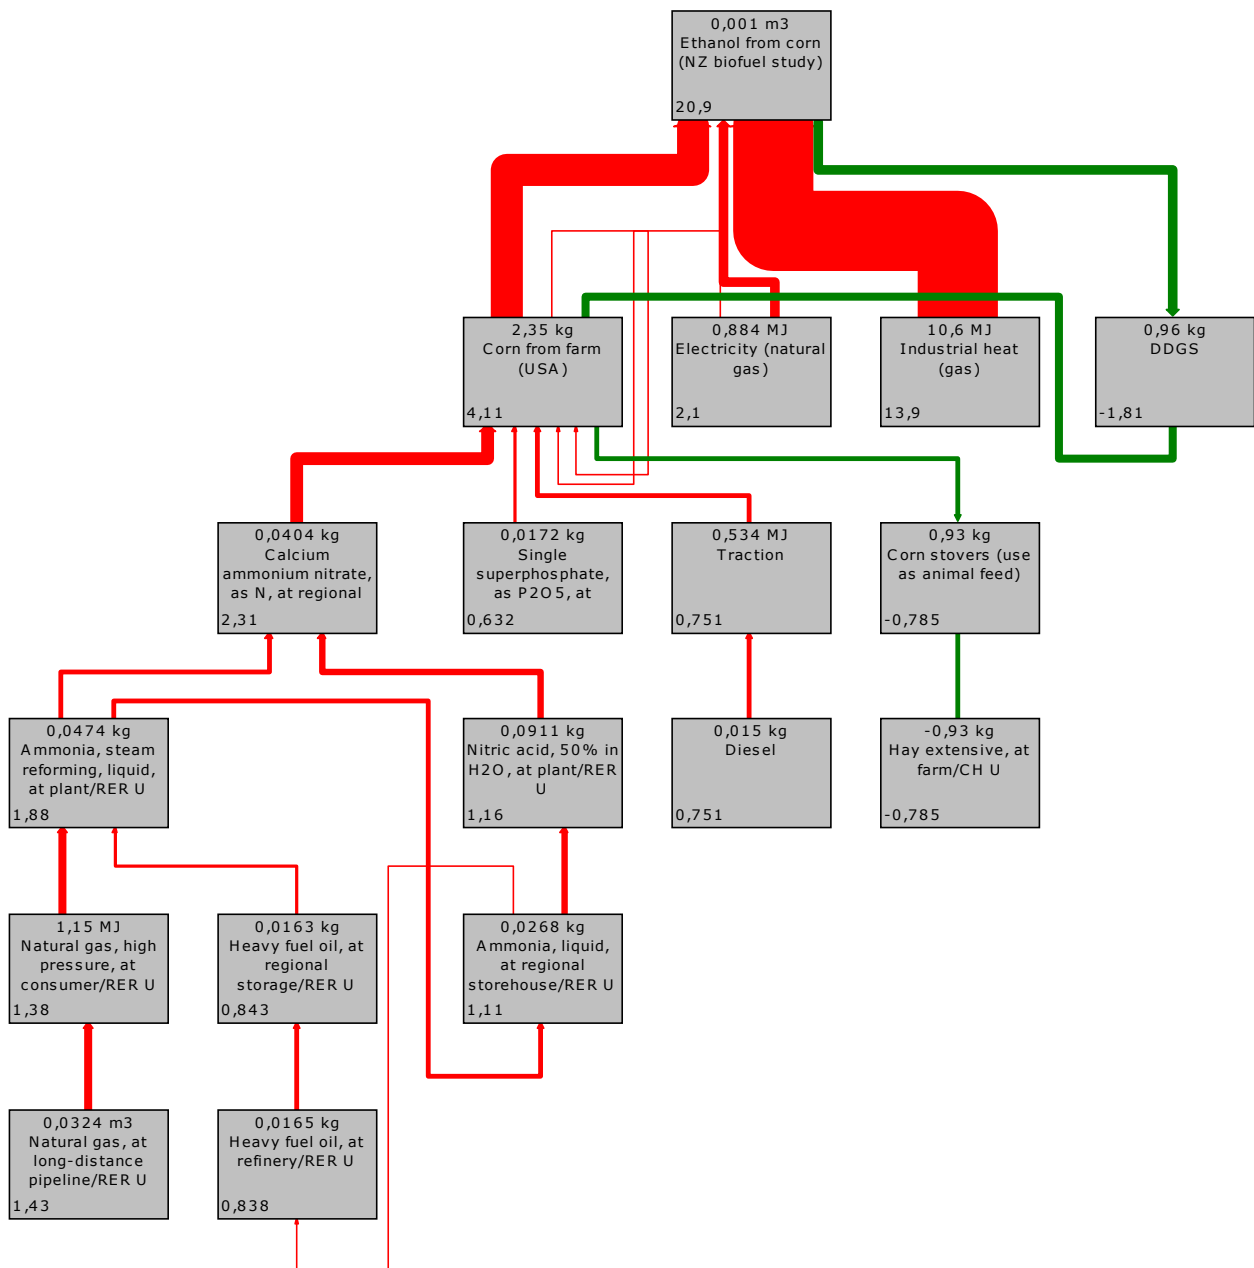 0,001 m3
Ethanol from corn
(NZ biofuel study)
20,9
2,35 kg
Corn from farm
(USA)
4,11
0,884 MJ
Electricity (natural
gas)
2,1
10,6 MJ
Industrial heat
(gas)
13,9
0,96 kg
DDGS
-1,81
0,0404 kg
Calcium
ammonium nitrate,
as N, at regional
2,31
0,0172 kg
Single
superphosphate,
as P2O5, at
0,632
0,534 MJ
Traction
0,751
0,93 kg
Corn stovers (use
as animal feed)
-0,785
0,0474 kg
Ammonia, steam
reforming, liquid,
at plant/RER U
1,88
0,0911 kg
Nitric acid, 50% in
H2O, at plant/RER
U
1,16
0,015 kg
Diesel
0,751
-0,93 kg
Hay extensive, at
farm/CH U
-0,785
1,15 MJ
Natural gas, high
pressure, at
consumer/RER U
1,38
0,0163 kg
Heavy fuel oil, at
regional
storage/RER U
0,843
0,0268 kg
Ammonia, liquid,
at regional
storehouse/RER U
1,11
0,0324 m3
Natural gas, at
long-distance
pipeline/RER U
1,43
0,0165 kg
Heavy fuel oil, at
refinery/RER U
0,838